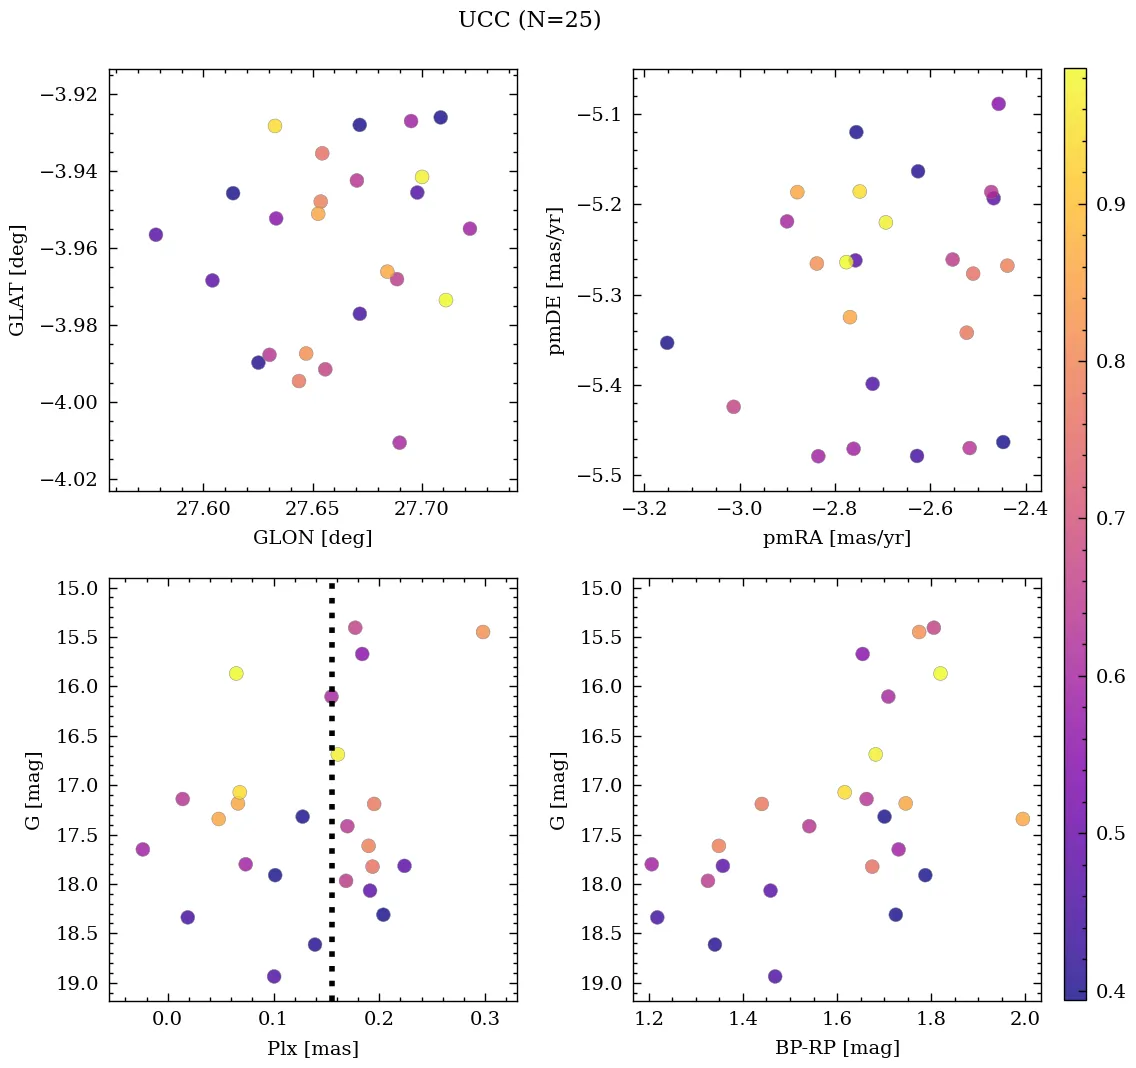 UCC (N=25)
−3.92
−3.94
−3.96
−3.98
−4.00
−4.02
GLAT [deg]
27.60 27.65 27.70
GLON [deg]
−5.1
−5.2
−5.3
−5.4
−5.5
pmDE [mas/yr]
−3.2 −3.0 −2.8 −2.6 −2.4
pmRA [mas/yr]
15.0
15.5
16.0
16.5
17.0
17.5
18.0
18.5
19.0
G [mag]
0.0 0.1 0.2 0.3
Plx [mas]
15.0
15.5
16.0
16.5
17.0
17.5
18.0
18.5
19.0
G [mag]
1.2 1.4 1.6 1.8 2.0
BP-RP [mag]
0.9
0.8
0.7
0.6
0.5
0.4